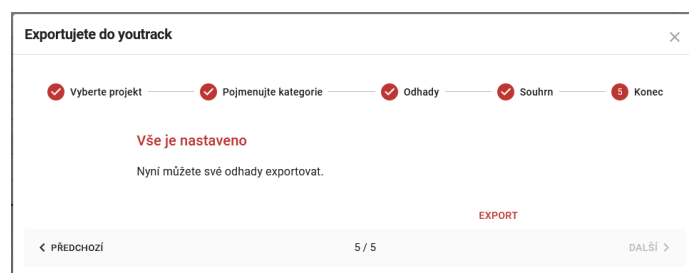 Exportujete do youtrack
Vyberte projekt
Pojmenujte kategorie
Odhady
Souhrn
5 Konec
Vše je nastaveno
Nyní můžete své odhady exportovat.
EXPORT
PŘEDCHOZÍ
5 / 5
DALŠÍ